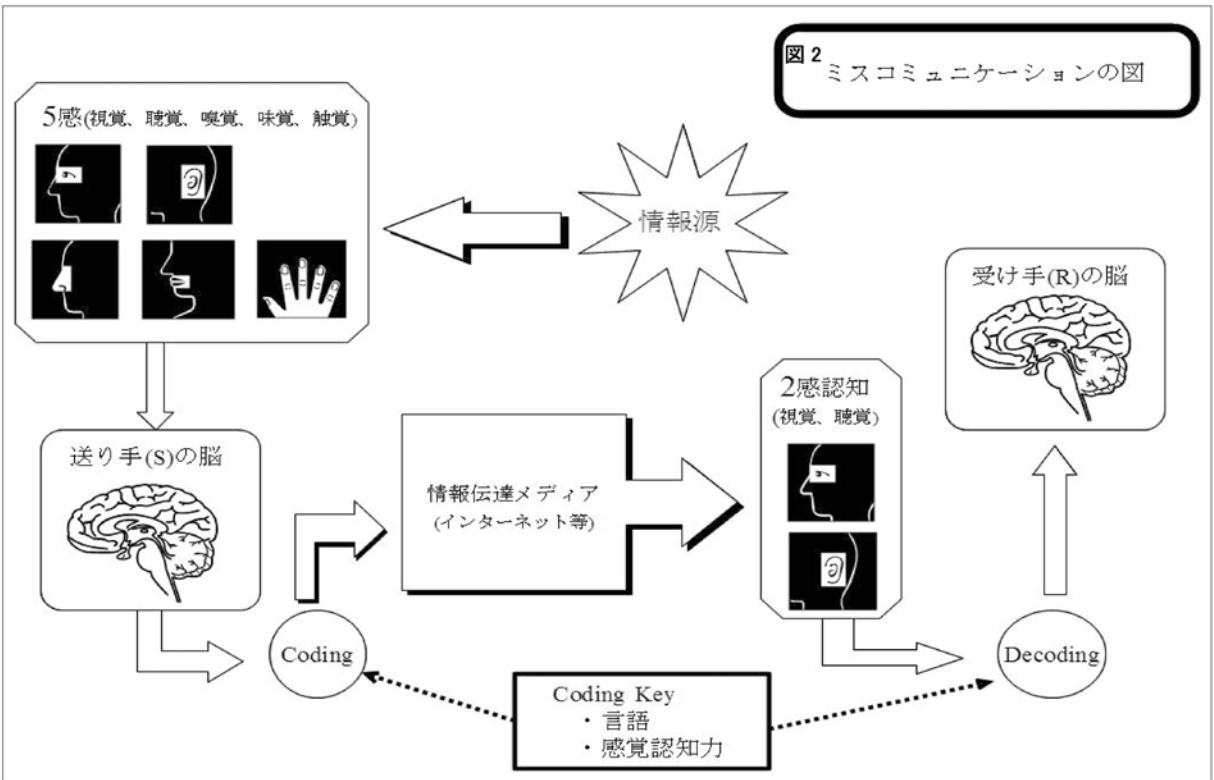 図2
ミスコミュニケーションの図
5感(視覚、聴覚、嗅覚、味覚、触覚)
情報源
受け手(R)の脳
2感認知
(視覚、聴覚)
送り手(S)の脳
情報伝達メディア
(インターネット等)
Coding
Decoding
Coding Key
・言語
・感覚認知力